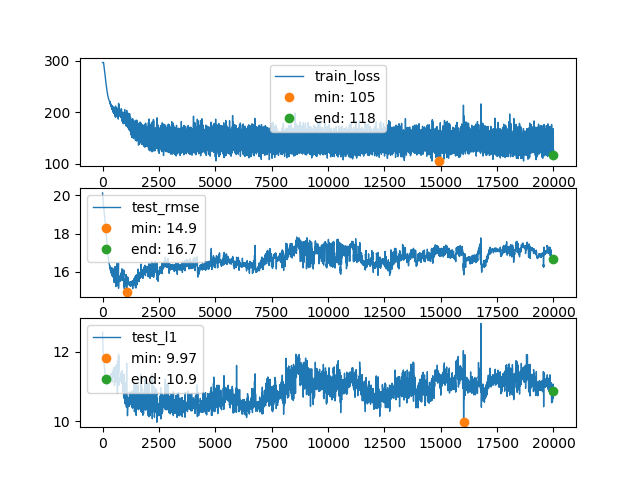 300
200
100
train_loss
min: 105
end: 118
0 2500 5000 7500 10000 12500 15000 17500 20000
20
18
16
test_rmse
min: 14.9
end: 16.7
0 2500 5000 7500 10000 12500 15000 17500 20000
12
10
test_l1
min: 9.97
end: 10.9
0 2500 5000 7500 10000 12500 15000 17500 20000